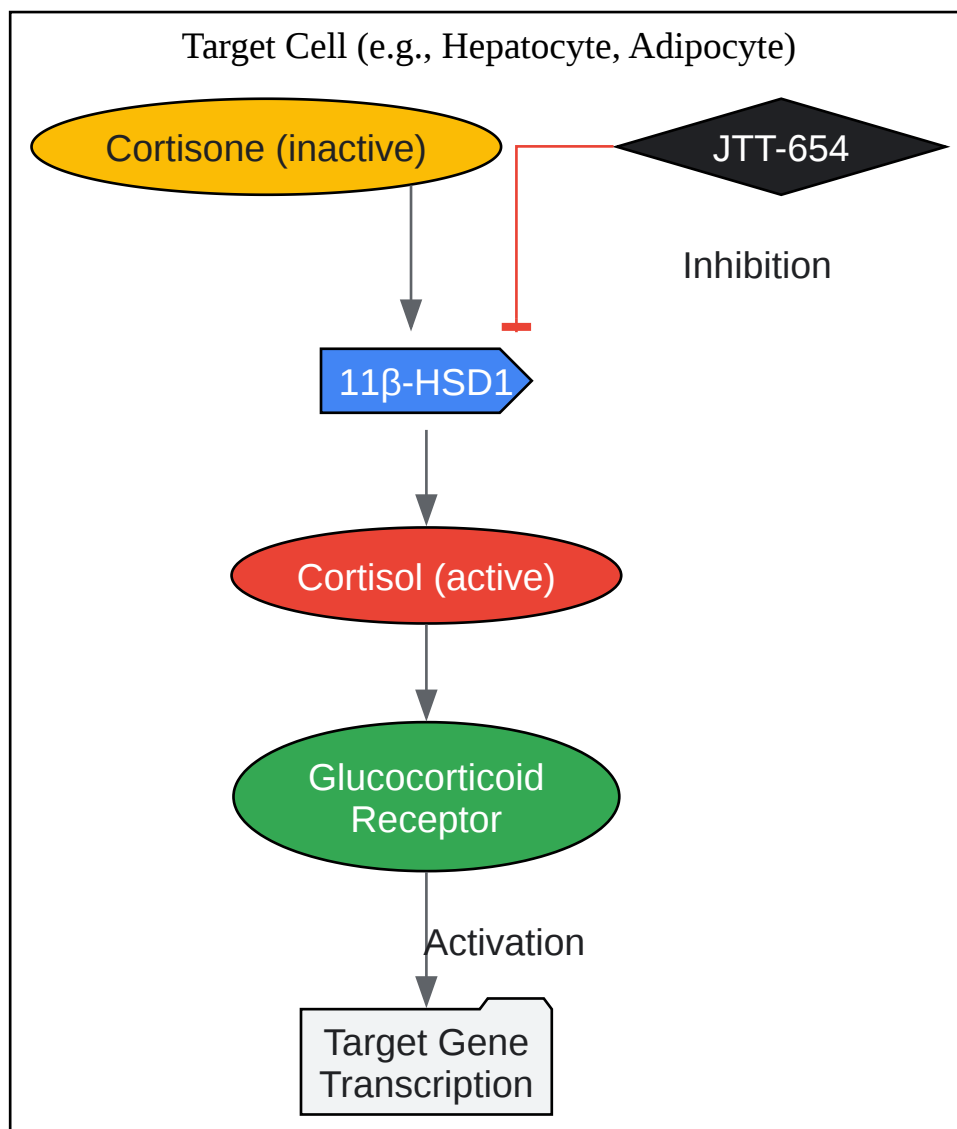 Target Cell (e.g., Hepatocyte, Adipocyte)
Cortisone (inactive)
JTT-654
Inhibition
11β-HSD1
Cortisol (active)
Glucocorticoid
Receptor
Activation
Target Gene
Transcription